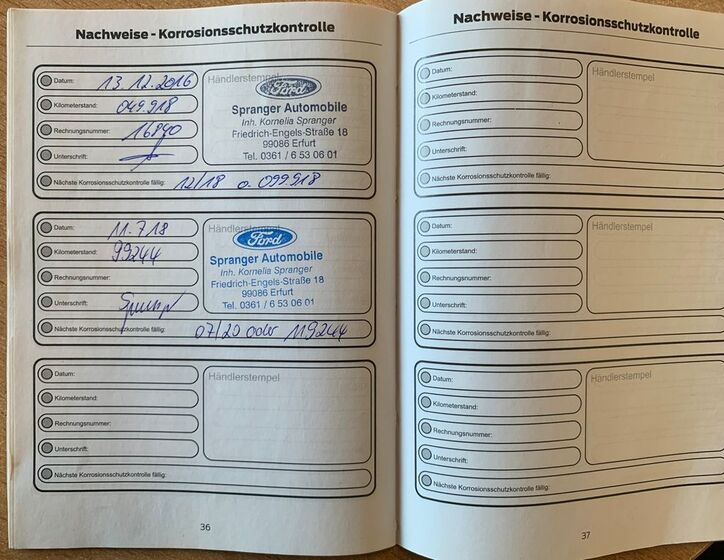 Nachweise - Korrosionsschutzkontrolle
Datum: 13.12.2016
Kilometerstand: 049.918
Rechnungsnummer: 16840
Unterschrift:
Händlerstempel
Ford
Spranger Automobile
Inh. Kornelia Spranger
Friedrich-Engels-Straße 18
99086 Erfurt
Tel. 0361 / 6 53 06 01
Nächste Korrosionsschutzkontrolle fällig: 12/18 o. 099.918
Datum: 11.7.18
Kilometerstand: 99244
Rechnungsnummer:
Unterschrift:
Händlerstempel
Ford
Spranger Automobile
Inh. Kornelia Spranger
Friedrich-Engels-Straße 18
99086 Erfurt
Tel. 0361 / 6 53 06 01
Nächste Korrosionsschutzkontrolle fällig: 07/20 oder 119244
Datum:
Kilometerstand:
Rechnungsnummer:
Unterschrift:
Händlerstempel
Nächste Korrosionsschutzkontrolle fällig:
36
Nachweise - Korrosionsschutzkontrolle
Datum:
Kilometerstand:
Rechnungsnummer:
Unterschrift:
Händlerstempel
Nächste Korrosionsschutzkontrolle fällig:
Datum:
Kilometerstand:
Rechnungsnummer:
Unterschrift:
Händlerstempel
Nächste Korrosionsschutzkontrolle fällig:
Datum:
Kilometerstand:
Rechnungsnummer:
Unterschrift:
Händlerstempel
Nächste Korrosionsschutzkontrolle fällig:
37